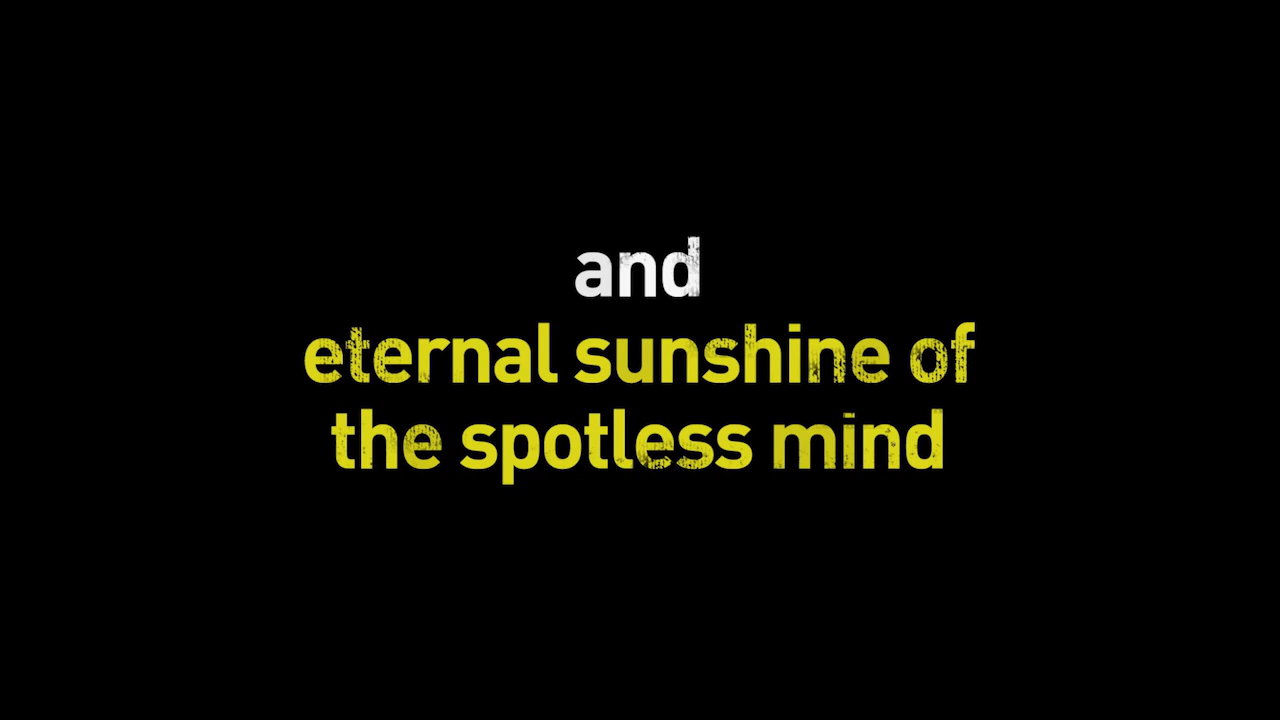 and
eternal sunshine of
the spotless mind